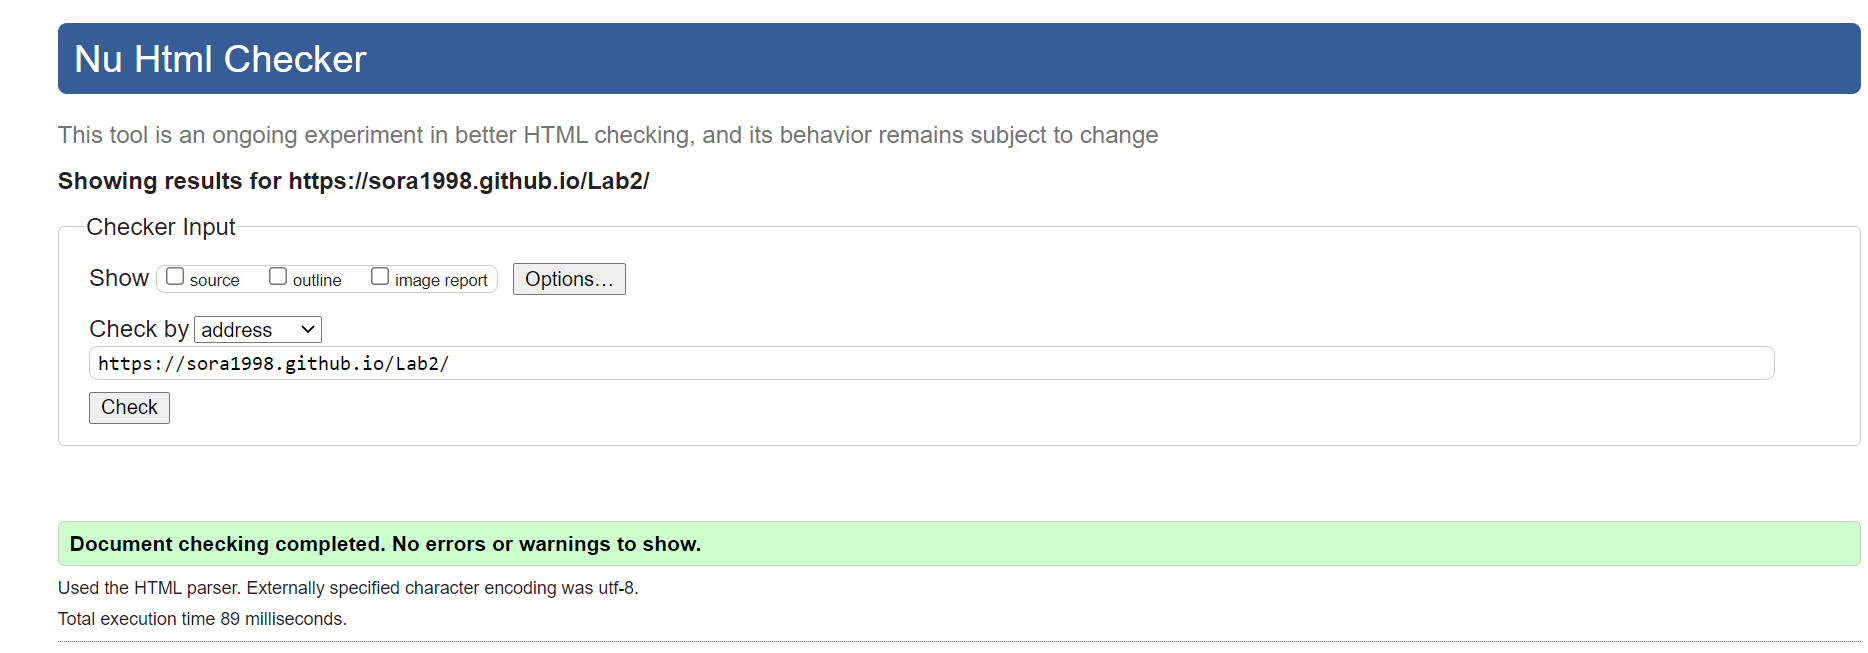 Nu Html Checker
This tool is an ongoing experiment in better HTML checking, and its behavior remains subject to change
Showing results for https://sora1998.github.io/Lab2/
Checker Input
Show source outline image report Options…
Check by address
https://sora1998.github.io/Lab2/
Check
Document checking completed. No errors or warnings to show.
Used the HTML parser. Externally specified character encoding was utf-8.
Total execution time 89 milliseconds.